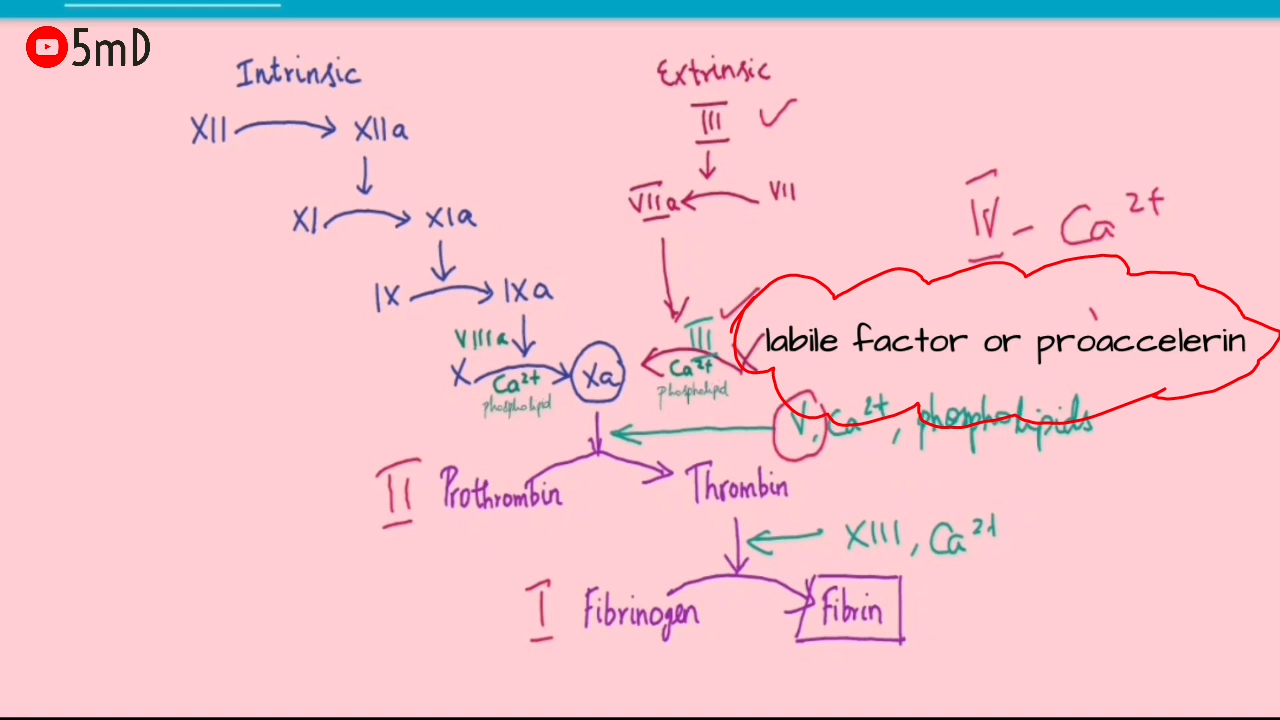 5mD
Intrinsic
Extrinsic
III
XII XIIa
VIIa VII
XI XIa
IV - Ca2+
IX IXa
VIIIa
III
labile factor or proaccelerin
X Ca2+ Xa
Ca2+ X
phospholipid
phospholipid
V, Ca2+, phospholipids
II Prothrombin Thrombin
XIII, Ca2+
I Fibrinogen Fibrin